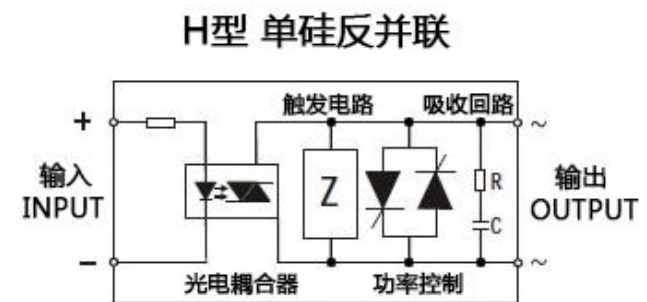 H型 单硅反并联
触发电路 吸收回路
+ ~
输入 输出
INPUT OUTPUT
Z R
C
- ~
光电耦合器 功率控制